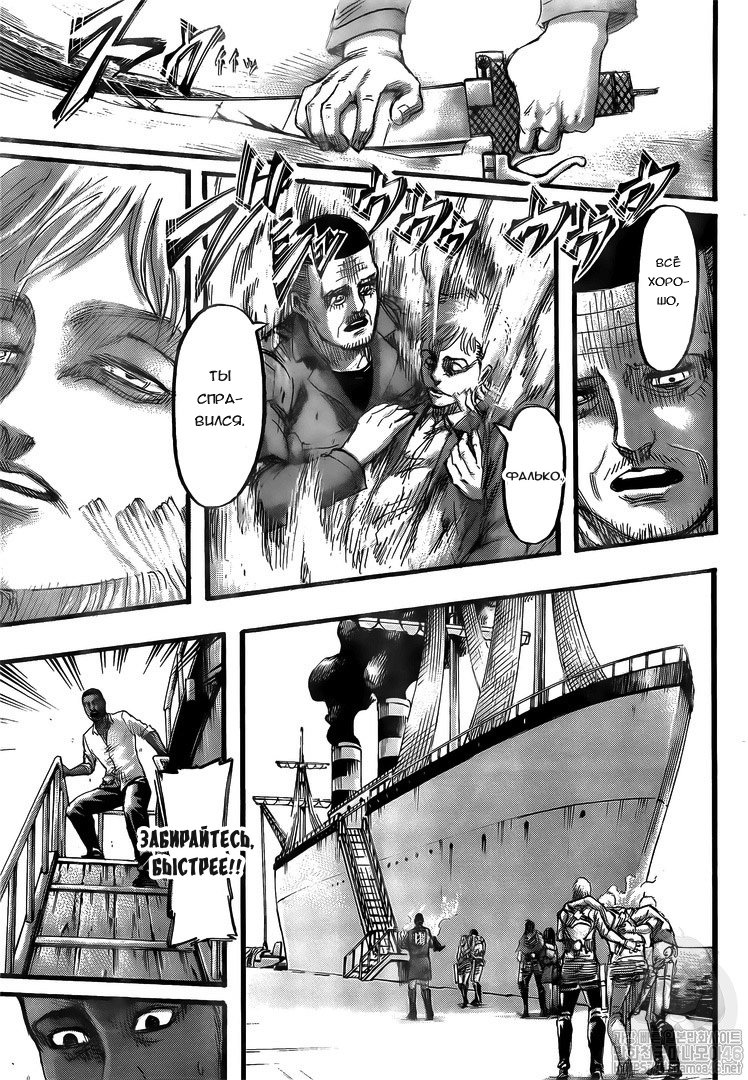 ВСЁ
ХОРО-
ШО,
ФАЛЬКО,
ТЫ
СПРА-
ВИЛСЯ.
ЗАБИРАЙТЕСЬ,
БЫСТРЕЕ!!